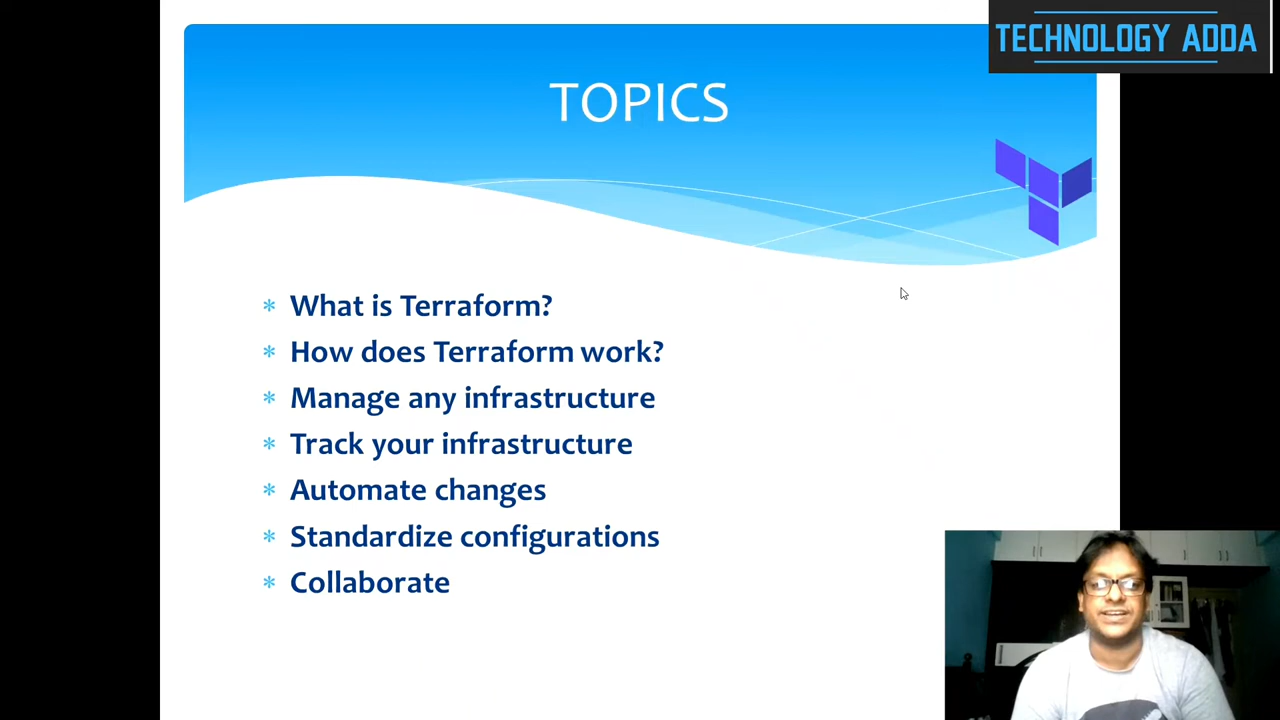 TECHNOLOGY ADDA
TOPICS
* What is Terraform?
* How does Terraform work?
* Manage any infrastructure
* Track your infrastructure
* Automate changes
* Standardize configurations
* Collaborate